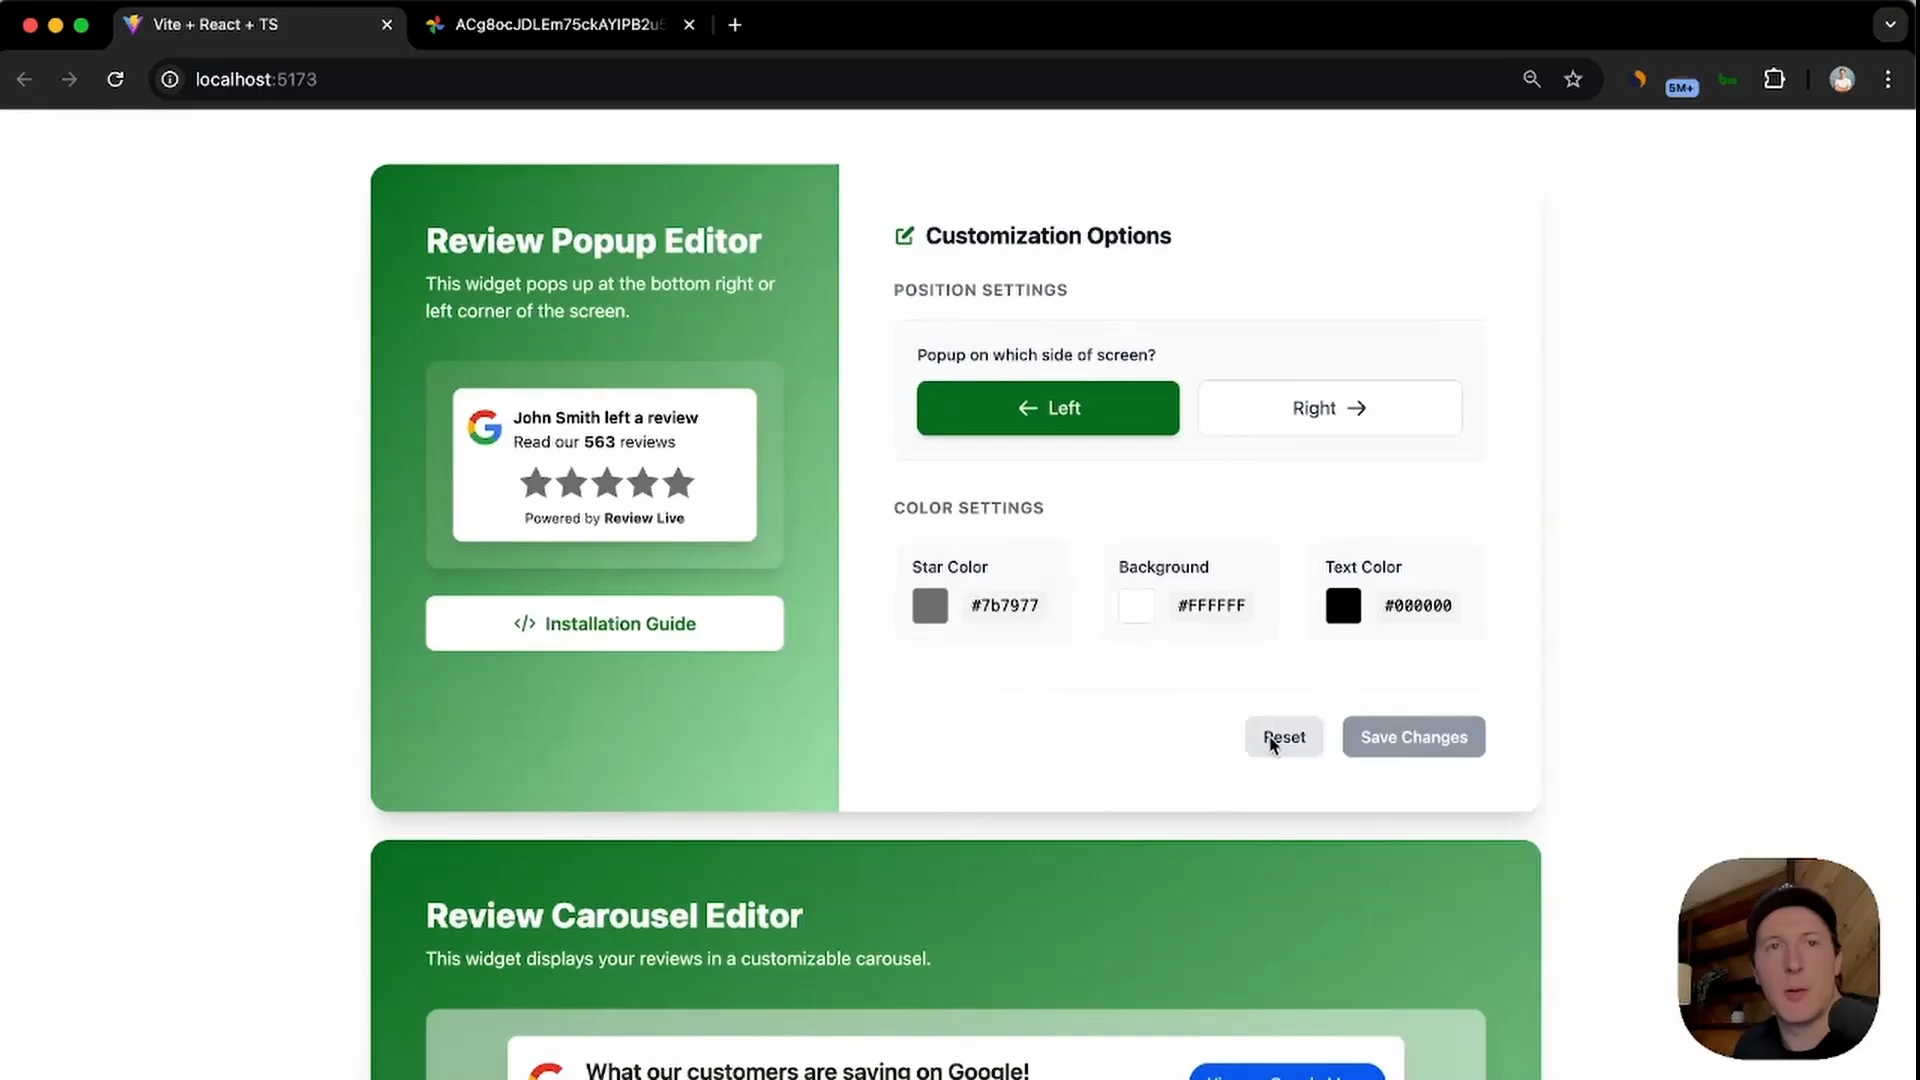 Vite + React + TS
ACg8ocJDLEm75ckAYIPB2u
localhost:5173
5M+
Review Popup Editor
This widget pops up at the bottom right or
left corner of the screen.
John Smith left a review
Read our 563 reviews
Powered by Review Live
</> Installation Guide
Customization Options
POSITION SETTINGS
Popup on which side of screen?
← Left
Right →
COLOR SETTINGS
Star Color
#7b7977
Background
#FFFFFF
Text Color
#000000
Reset
Save Changes
Review Carousel Editor
This widget displays your reviews in a customizable carousel.
What our customers are saying on Google!